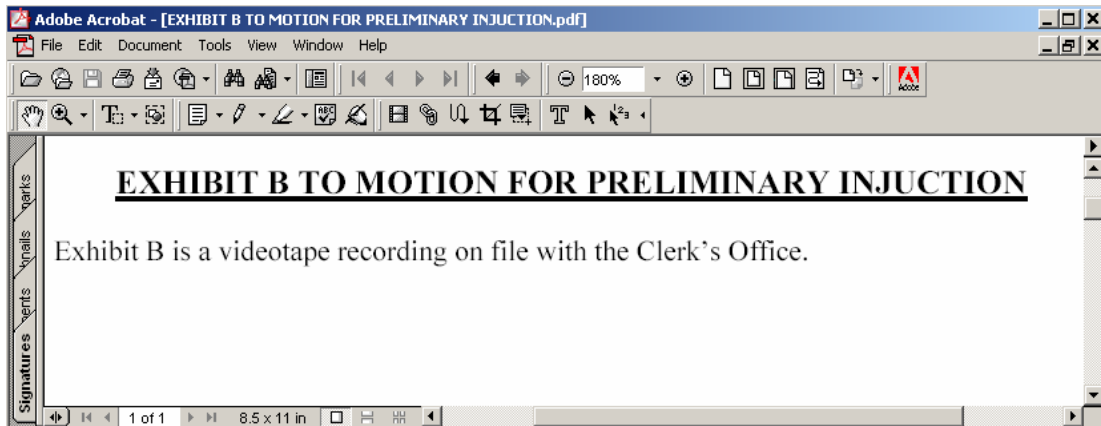 Adobe Acrobat - [EXHIBIT B TO MOTION FOR PRELIMINARY INJUCTION.pdf]
File Edit Document Tools View Window Help
180%
Adobe
EXHIBIT B TO MOTION FOR PRELIMINARY INJUCTION
Exhibit B is a videotape recording on file with the Clerk's Office.
Signatures
1 of 1 8.5 x 11 in